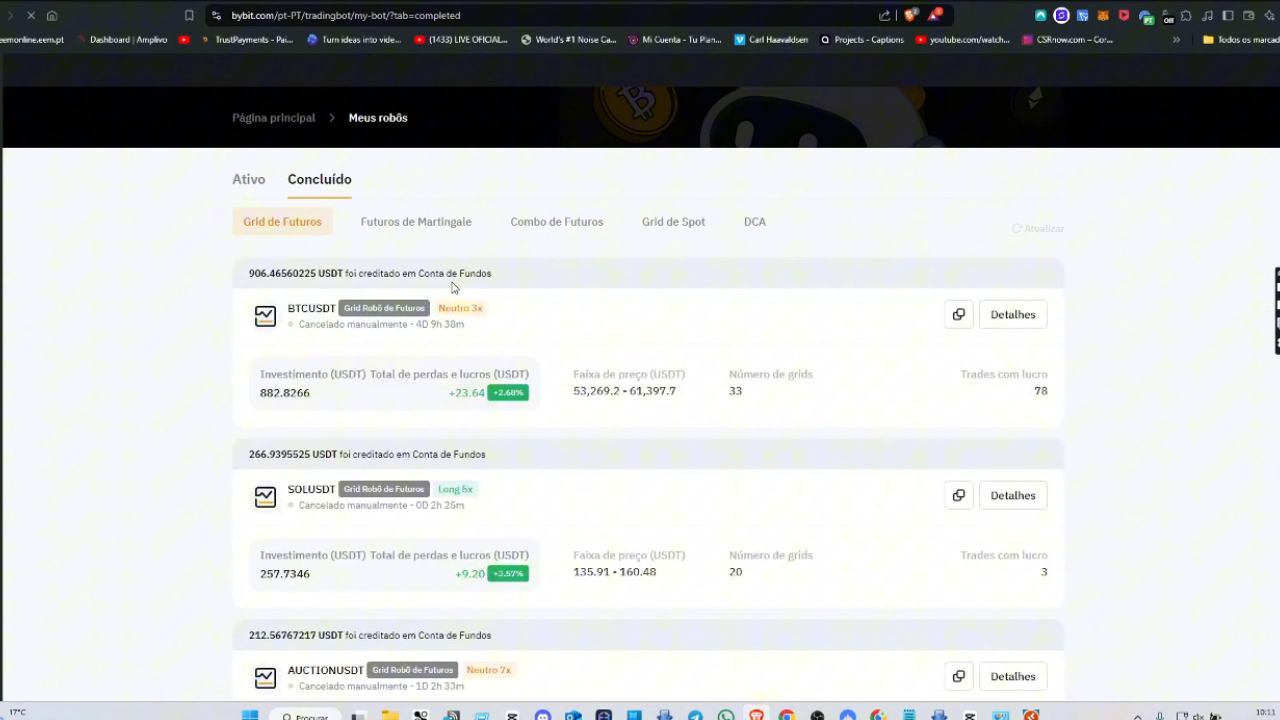 bybit.com/pt-PT/tradingbot/my-bot/?tab=completed
eemonline.eem.pt Dashboard | Amplivo TrustPayments - Pai... Turn ideas into vide... (1433) LIVE OFICIAL... World's #1 Noise Ca... Mi Cuenta - Tu Plan... Carl Haavaldsen Projects - Captions youtube.com/watch... CSRnow.com – Cor... » Todos os marcad
Página principal > Meus robôs
Ativo Concluído
Grid de Futuros Futuros de Martingale Combo de Futuros Grid de Spot DCA
Atualizar
906.46560225 USDT foi creditado em Conta de Fundos
BTCUSDT Grid Robô de Futuros Neutro 3x
Cancelado manualmente - 4D 9h 38m
Detalhes
Investimento (USDT) Total de perdas e lucros (USDT) Faixa de preço (USDT) Número de grids Trades com lucro
882.8266 +23.64 +2.68% 53,269.2 - 61,397.7 33 78
266.9395525 USDT foi creditado em Conta de Fundos
SOLUSDT Grid Robô de Futuros Long 5x
Cancelado manualmente - 0D 2h 25m
Detalhes
Investimento (USDT) Total de perdas e lucros (USDT) Faixa de preço (USDT) Número de grids Trades com lucro
257.7346 +9.20 +3.57% 135.91 - 160.48 20 3
212.56767217 USDT foi creditado em Conta de Fundos
AUCTIONUSDT Grid Robô de Futuros Neutro 7x
Cancelado manualmente - 1D 2h 33m
Detalhes
17°C Procurar 10:11